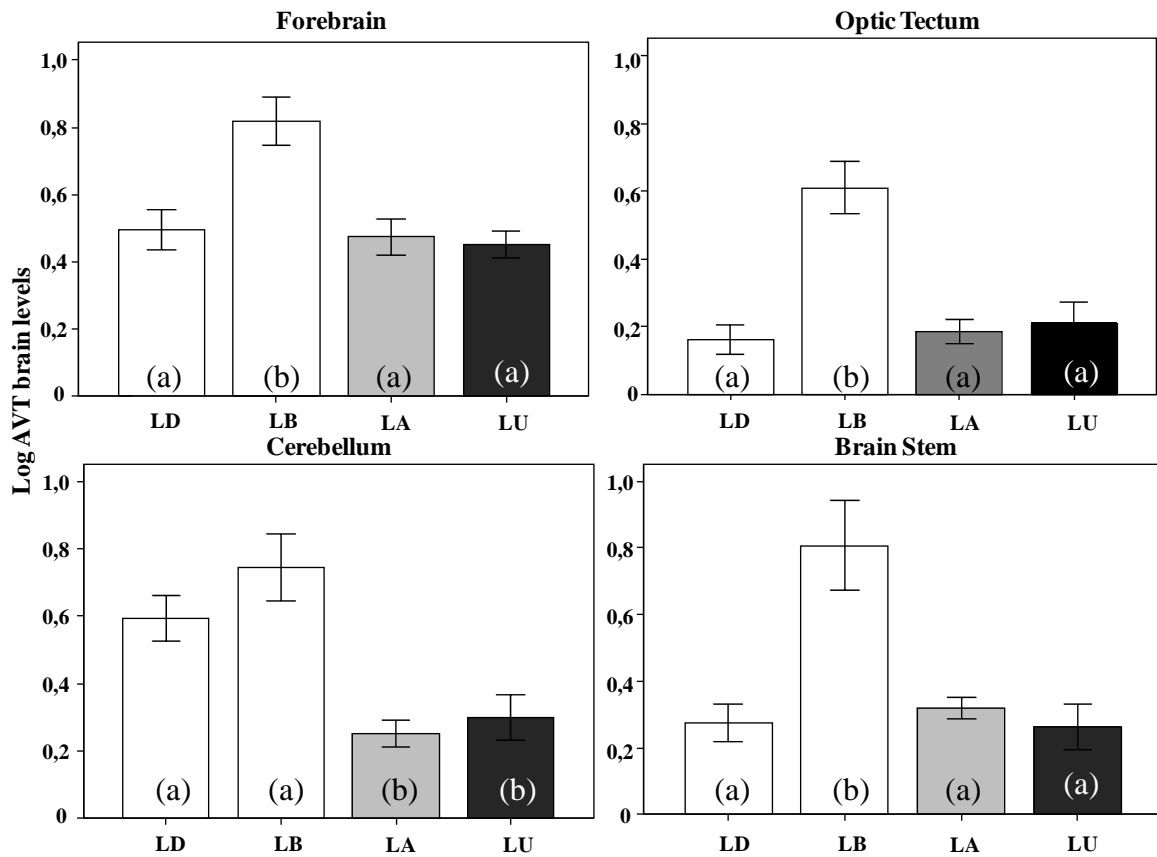 Forebrain
Optic Tectum
Log AVT brain levels
1,0
0,8
0,6
0,4
0,2
0
(a) (b) (a) (a)
LD LB LA LU
1,0
0,8
0,6
0,4
0,2
0
(a) (b) (a) (a)
LD LB LA LU
Cerebellum
Brain Stem
1,0
0,8
0,6
0,4
0,2
0
(a) (a) (b) (b)
LD LB LA LU
1,0
0,8
0,6
0,4
0,2
0
(a) (b) (a) (a)
LD LB LA LU